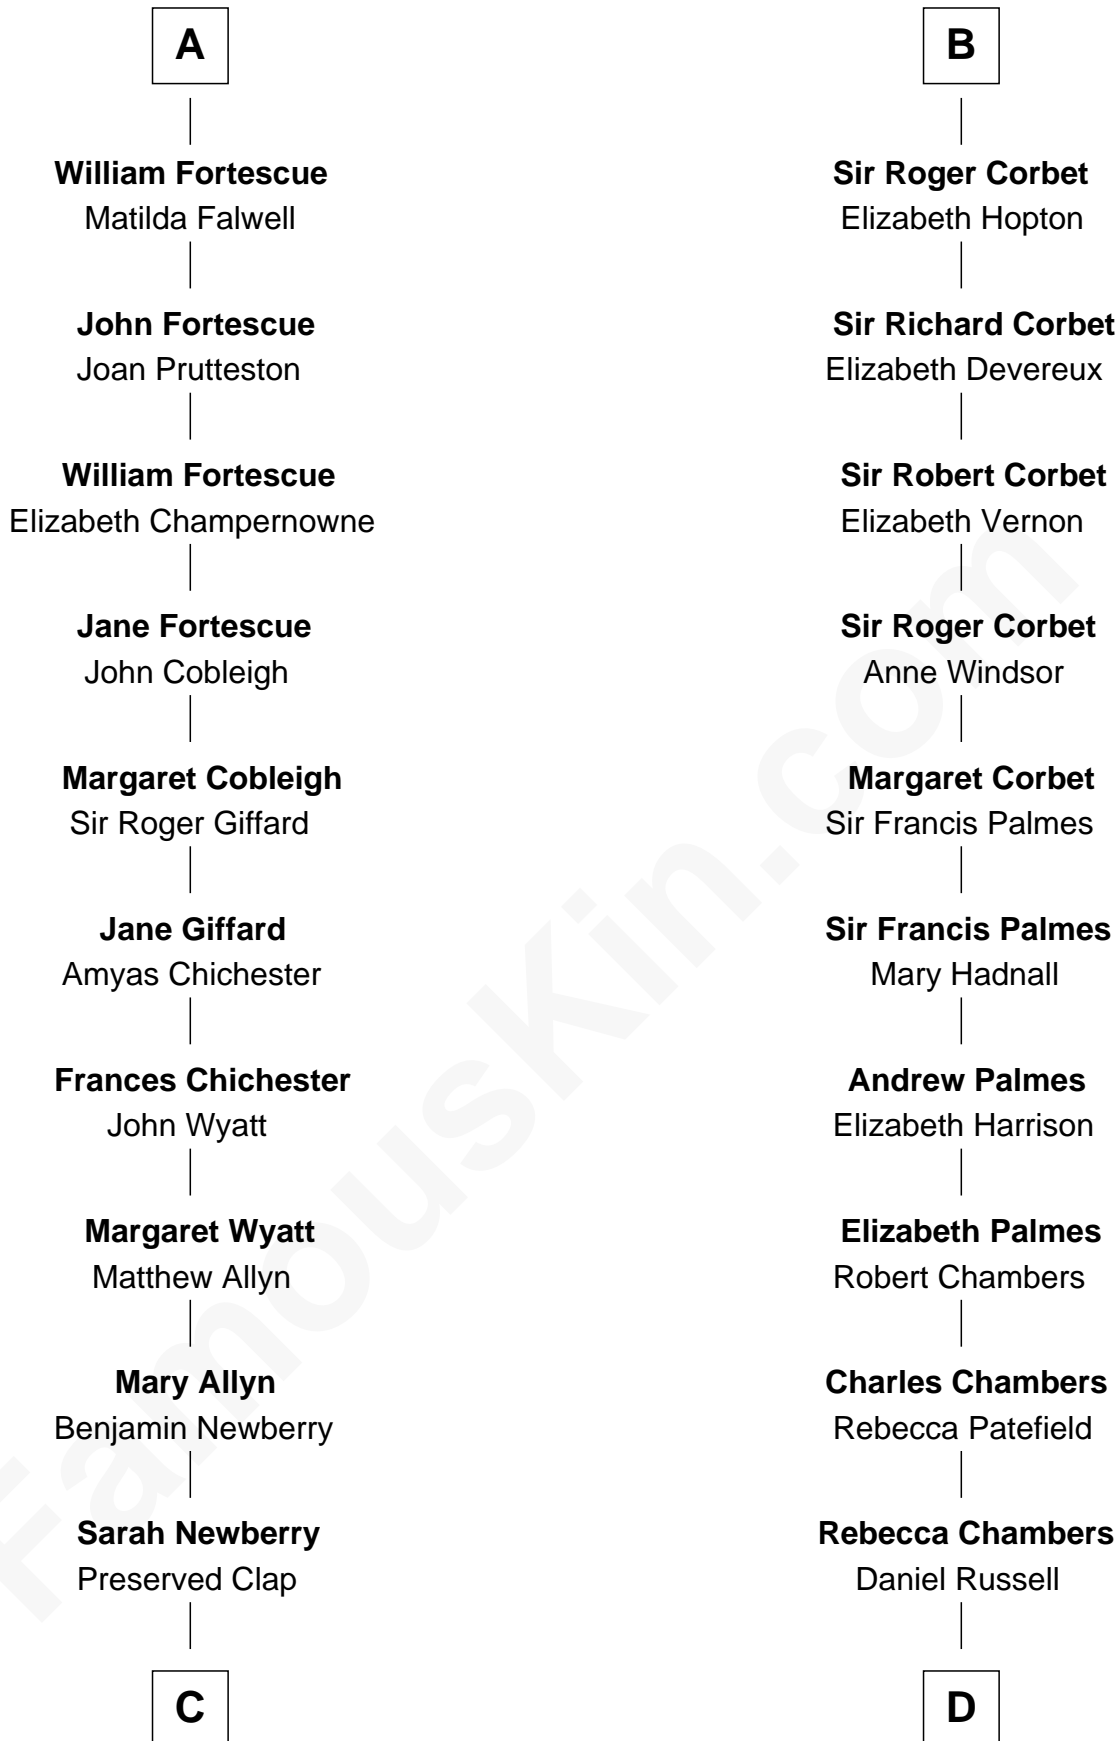 A
William Fortescue
Matilda Falwell
John Fortescue
Joan Prutteston
William Fortescue
Elizabeth Champernowne
Jane Fortescue
John Cobleigh
Margaret Cobleigh
Sir Roger Giffard
Jane Giffard
Amyas Chichester
Frances Chichester
John Wyatt
Margaret Wyatt
Matthew Allyn
Mary Allyn
Benjamin Newberry
Sarah Newberry
Preserved Clap
C
B
Sir Roger Corbet
Elizabeth Hopton
Sir Richard Corbet
Elizabeth Devereux
Sir Robert Corbet
Elizabeth Vernon
Sir Roger Corbet
Anne Windsor
Margaret Corbet
Sir Francis Palmes
Sir Francis Palmes
Mary Hadnall
Andrew Palmes
Elizabeth Harrison
Elizabeth Palmes
Robert Chambers
Charles Chambers
Rebecca Patefield
Rebecca Chambers
Daniel Russell
D
FamousKin.com